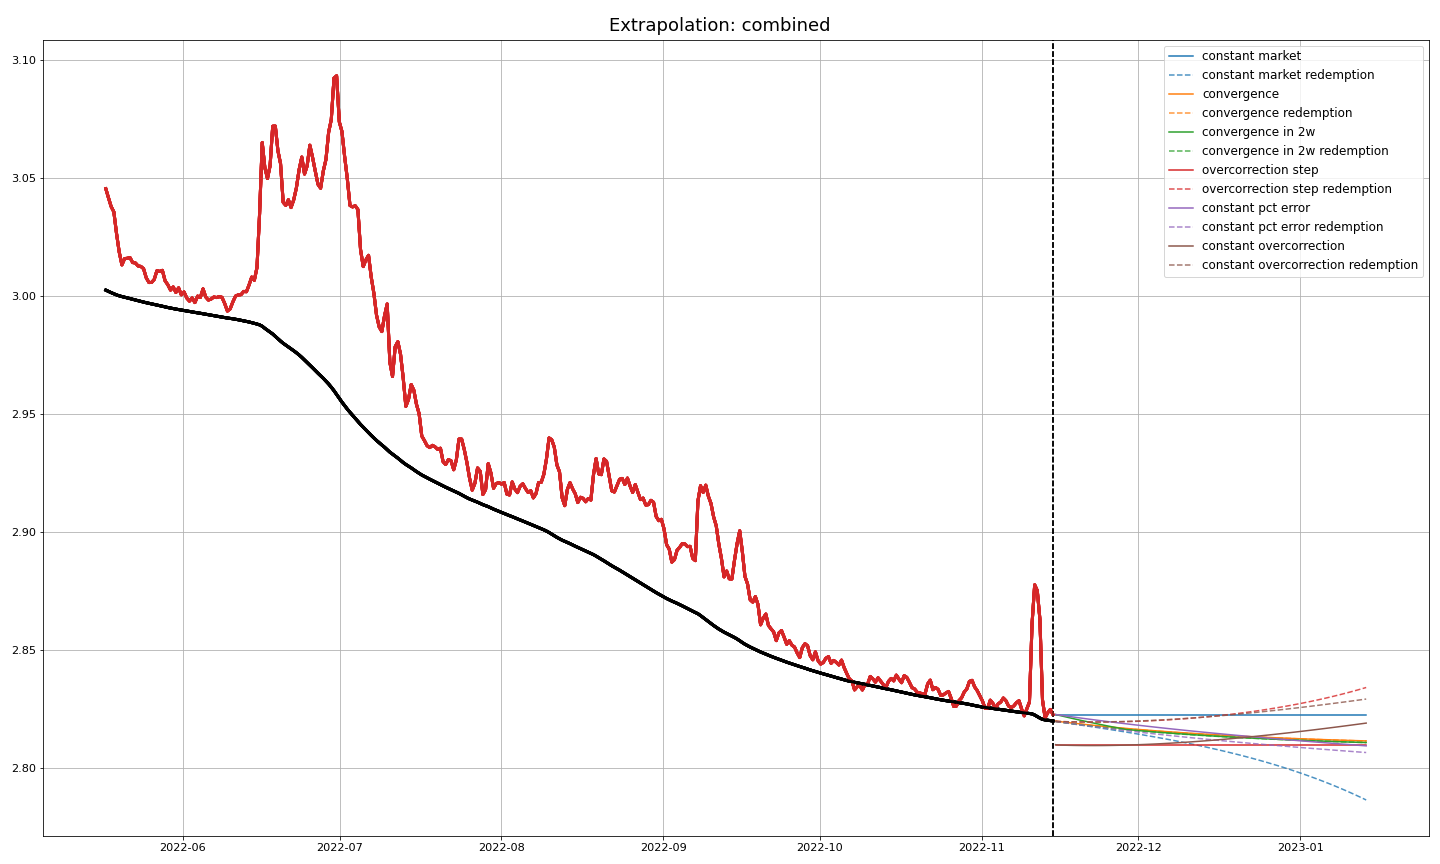 Extrapolation: combined
3.10
3.05
3.00
2.95
2.90
2.85
2.80
constant market
constant market redemption
convergence
convergence redemption
convergence in 2w
convergence in 2w redemption
overcorrection step
overcorrection step redemption
constant pct error
constant pct error redemption
constant overcorrection
constant overcorrection redemption
2022-06 2022-07 2022-08 2022-09 2022-10 2022-11 2022-12 2023-01